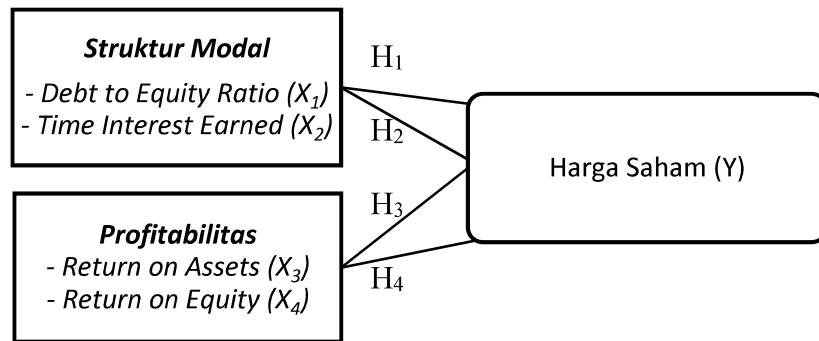 Struktur Modal
- Debt to Equity Ratio (X₁)
- Time Interest Earned (X₂)
H₁
H₂
Harga Saham (Y)
Profitabilitas
- Return on Assets (X₃)
- Return on Equity (X₄)
H₃
H₄